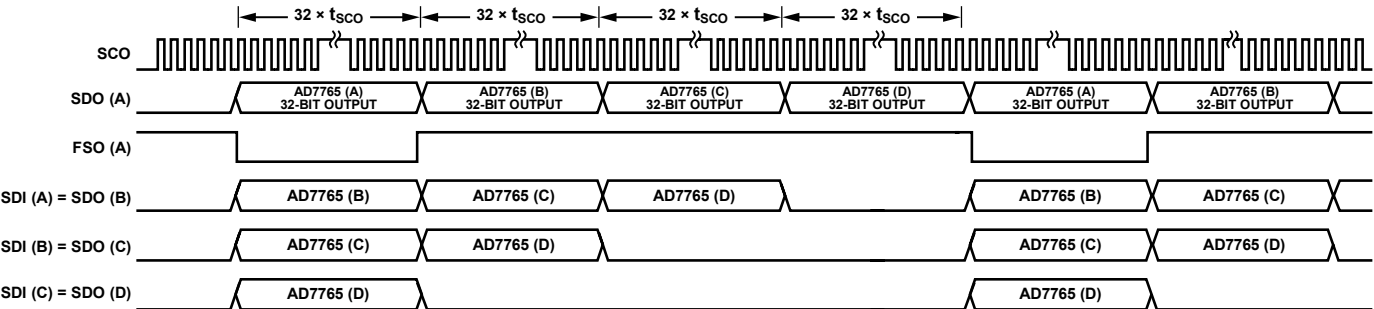 32 × tSCO 32 × tSCO 32 × tSCO 32 × tSCO
SCO
SDO (A) AD7765 (A) AD7765 (B) AD7765 (C) AD7765 (D) AD7765 (A) AD7765 (B)
32-BIT OUTPUT 32-BIT OUTPUT 32-BIT OUTPUT 32-BIT OUTPUT 32-BIT OUTPUT 32-BIT OUTPUT
FSO (A)
SDI (A) = SDO (B) AD7765 (B) AD7765 (C) AD7765 (D) AD7765 (B) AD7765 (C)
SDI (B) = SDO (C) AD7765 (C) AD7765 (D) AD7765 (C) AD7765 (D)
SDI (C) = SDO (D) AD7765 (D) AD7765 (D)